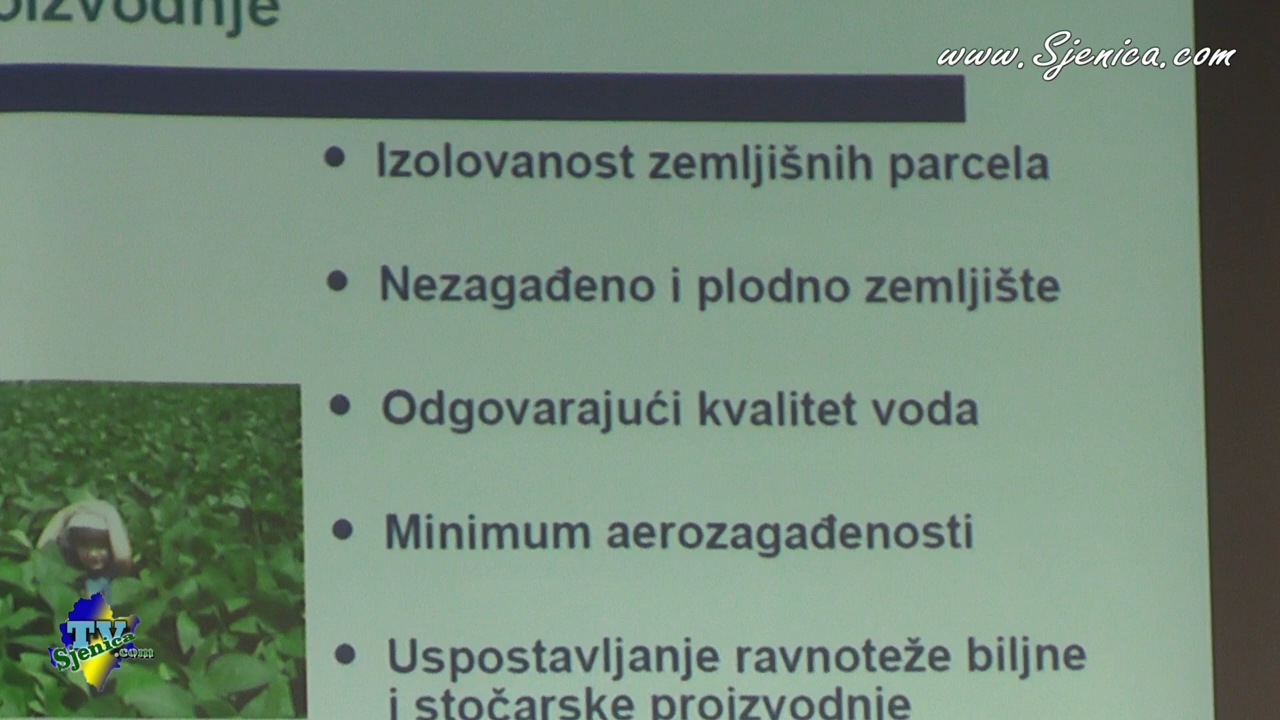 oizvodnje
www.Sjenica.com
• Izolovanost zemljišnih parcela
• Nezagađeno i plodno zemljište
• Odgovarajući kvalitet voda
• Minimum aerozagađenosti
• Uspostavljanje ravnoteže biljne
i stočarske proizvodnje
TV
Sjenica.com